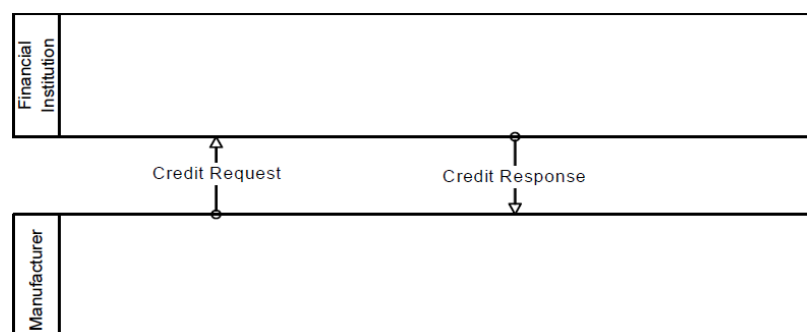 Financial
Institution
Credit Request
Credit Response
Manufacturer